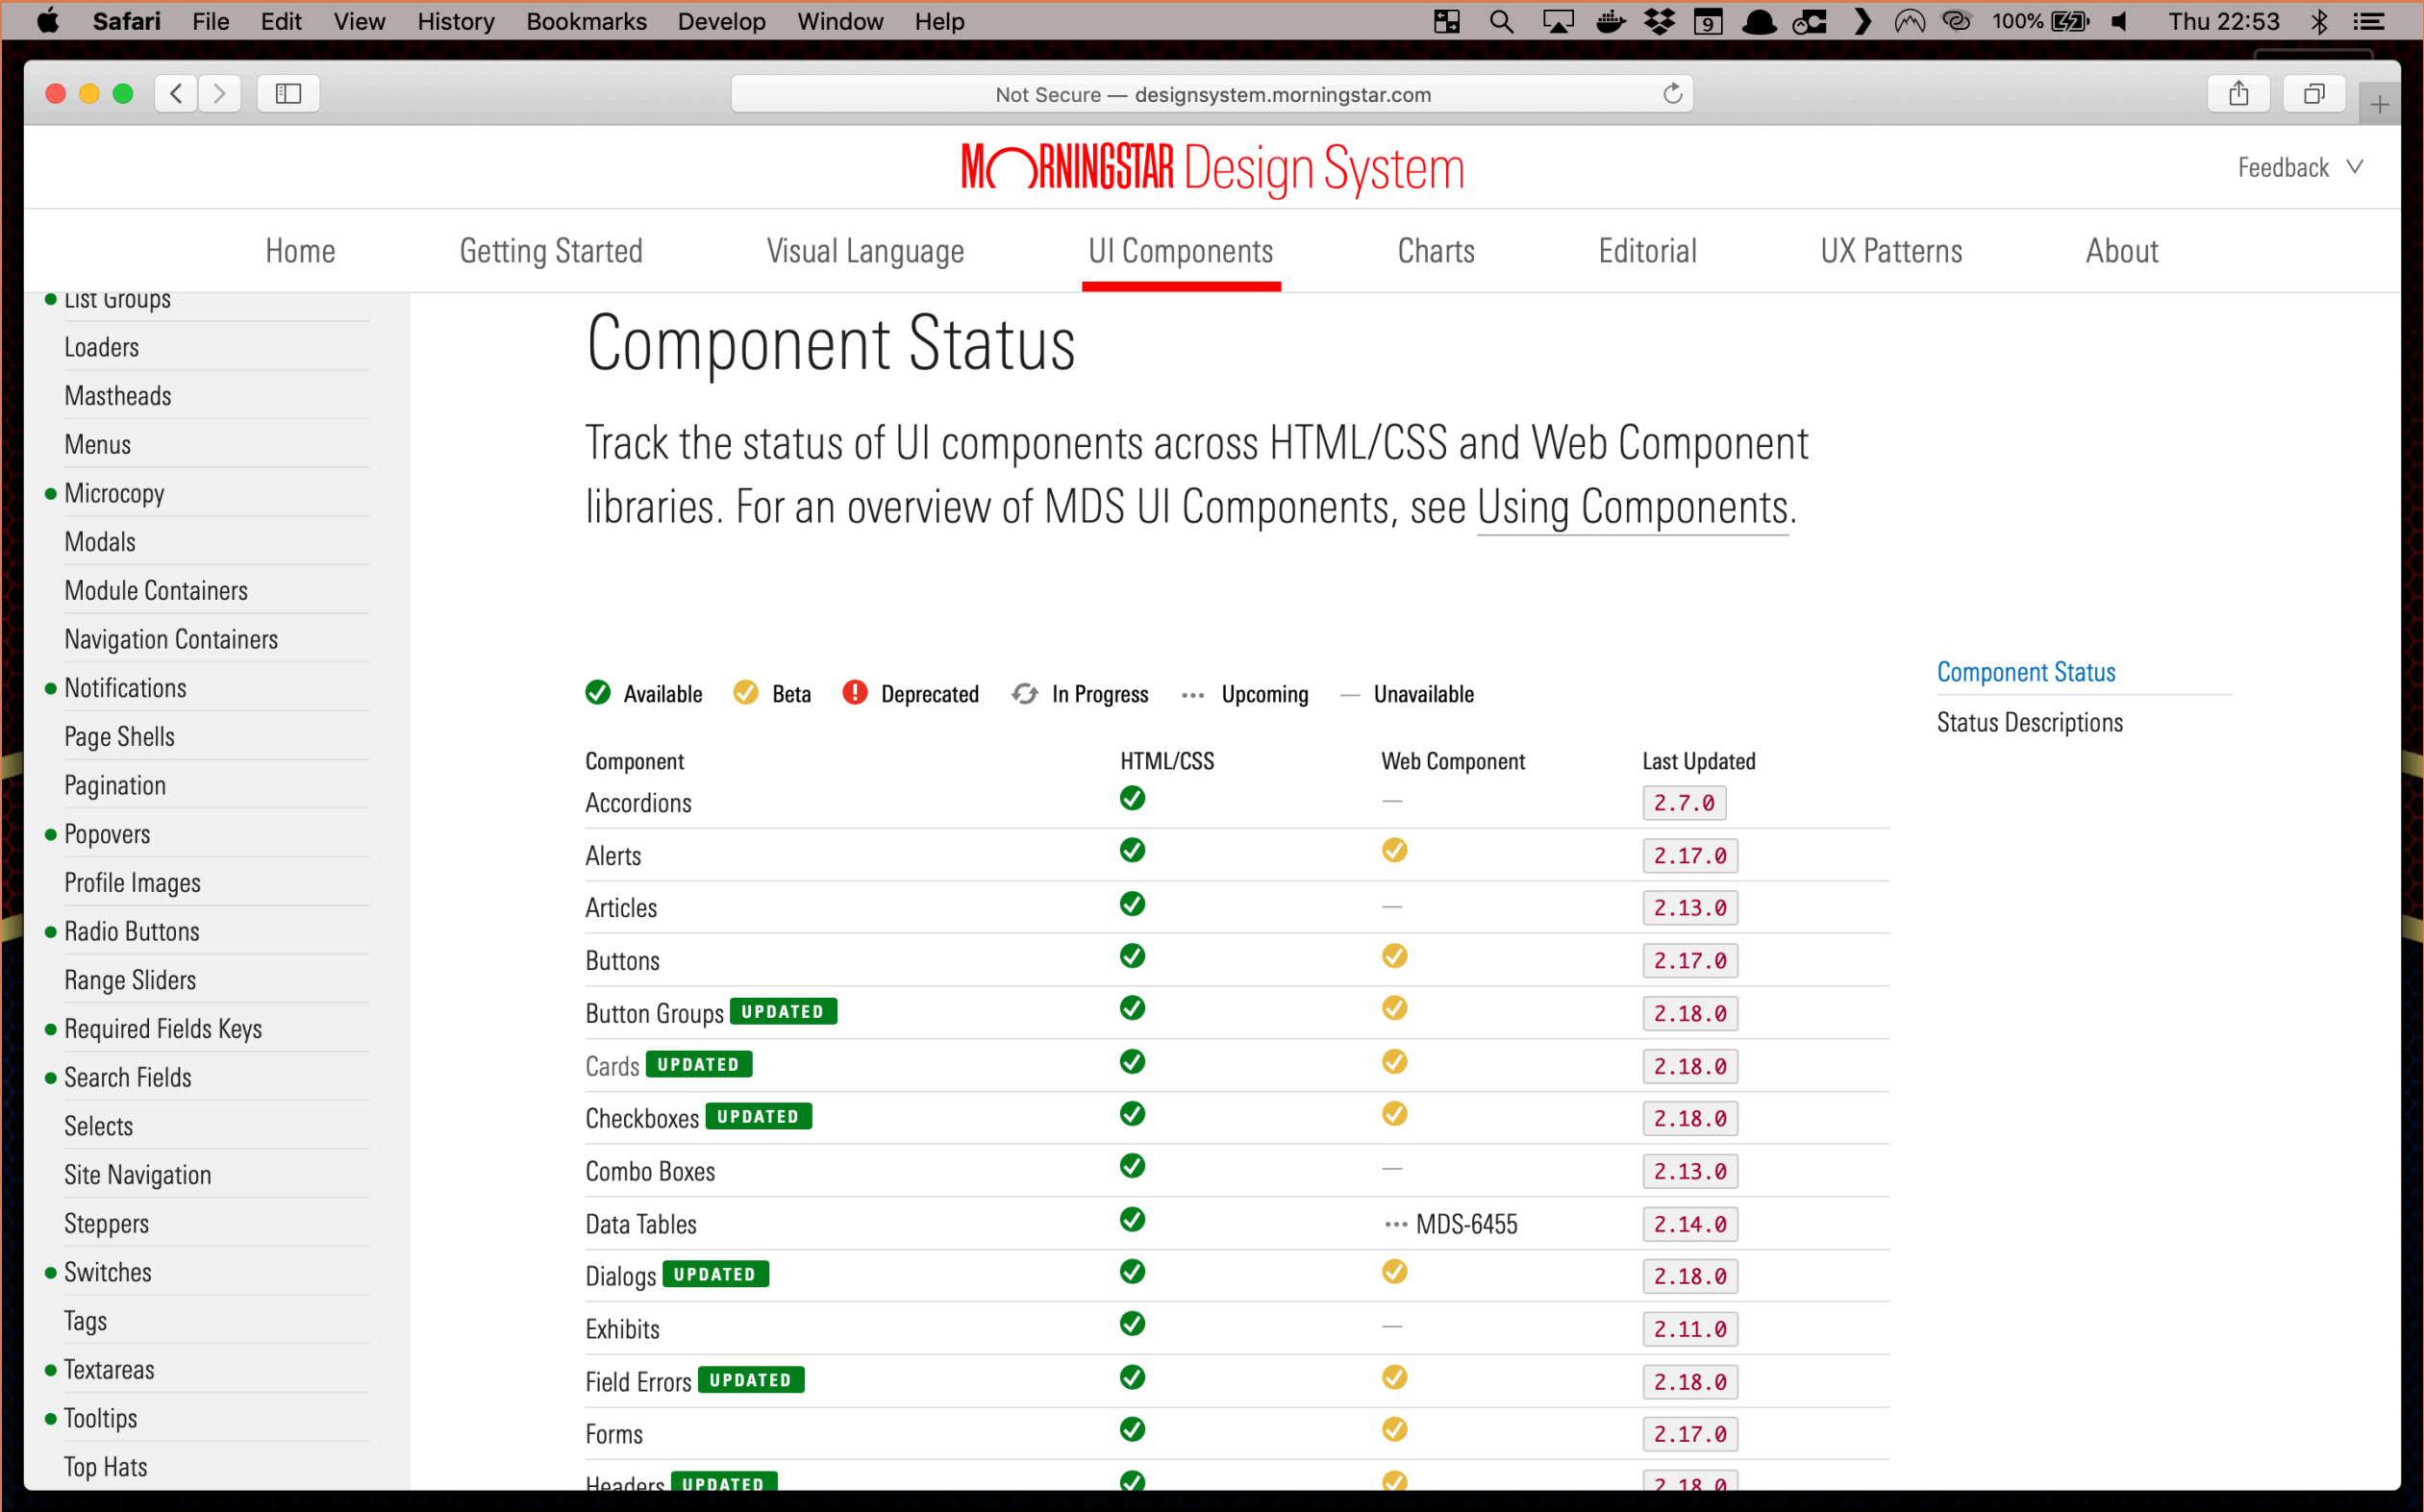 Safari File Edit View History Bookmarks Develop Window Help 9 100% Thu 22:53
Not Secure — designsystem.morningstar.com
MORNINGSTAR Design System
Feedback
Home Getting Started Visual Language UI Components Charts Editorial UX Patterns About
List Groups
Loaders
Mastheads
Menus
Microcopy
Modals
Module Containers
Navigation Containers
Notifications
Page Shells
Pagination
Popovers
Profile Images
Radio Buttons
Range Sliders
Required Fields Keys
Search Fields
Selects
Site Navigation
Steppers
Switches
Tags
Textareas
Tooltips
Top Hats
Component Status
Track the status of UI components across HTML/CSS and Web Component
libraries. For an overview of MDS UI Components, see Using Components.
Available Beta Deprecated In Progress Upcoming Unavailable
Component HTML/CSS Web Component Last Updated
Accordions — 2.7.0
Alerts 2.17.0
Articles — 2.13.0
Buttons 2.17.0
Button Groups UPDATED 2.18.0
Cards UPDATED 2.18.0
Checkboxes UPDATED 2.18.0
Combo Boxes — 2.13.0
Data Tables ••• MDS-6455 2.14.0
Dialogs UPDATED 2.18.0
Exhibits — 2.11.0
Field Errors UPDATED 2.18.0
Forms 2.17.0
Headers UPDATED 2.18.0
Component Status
Status Descriptions